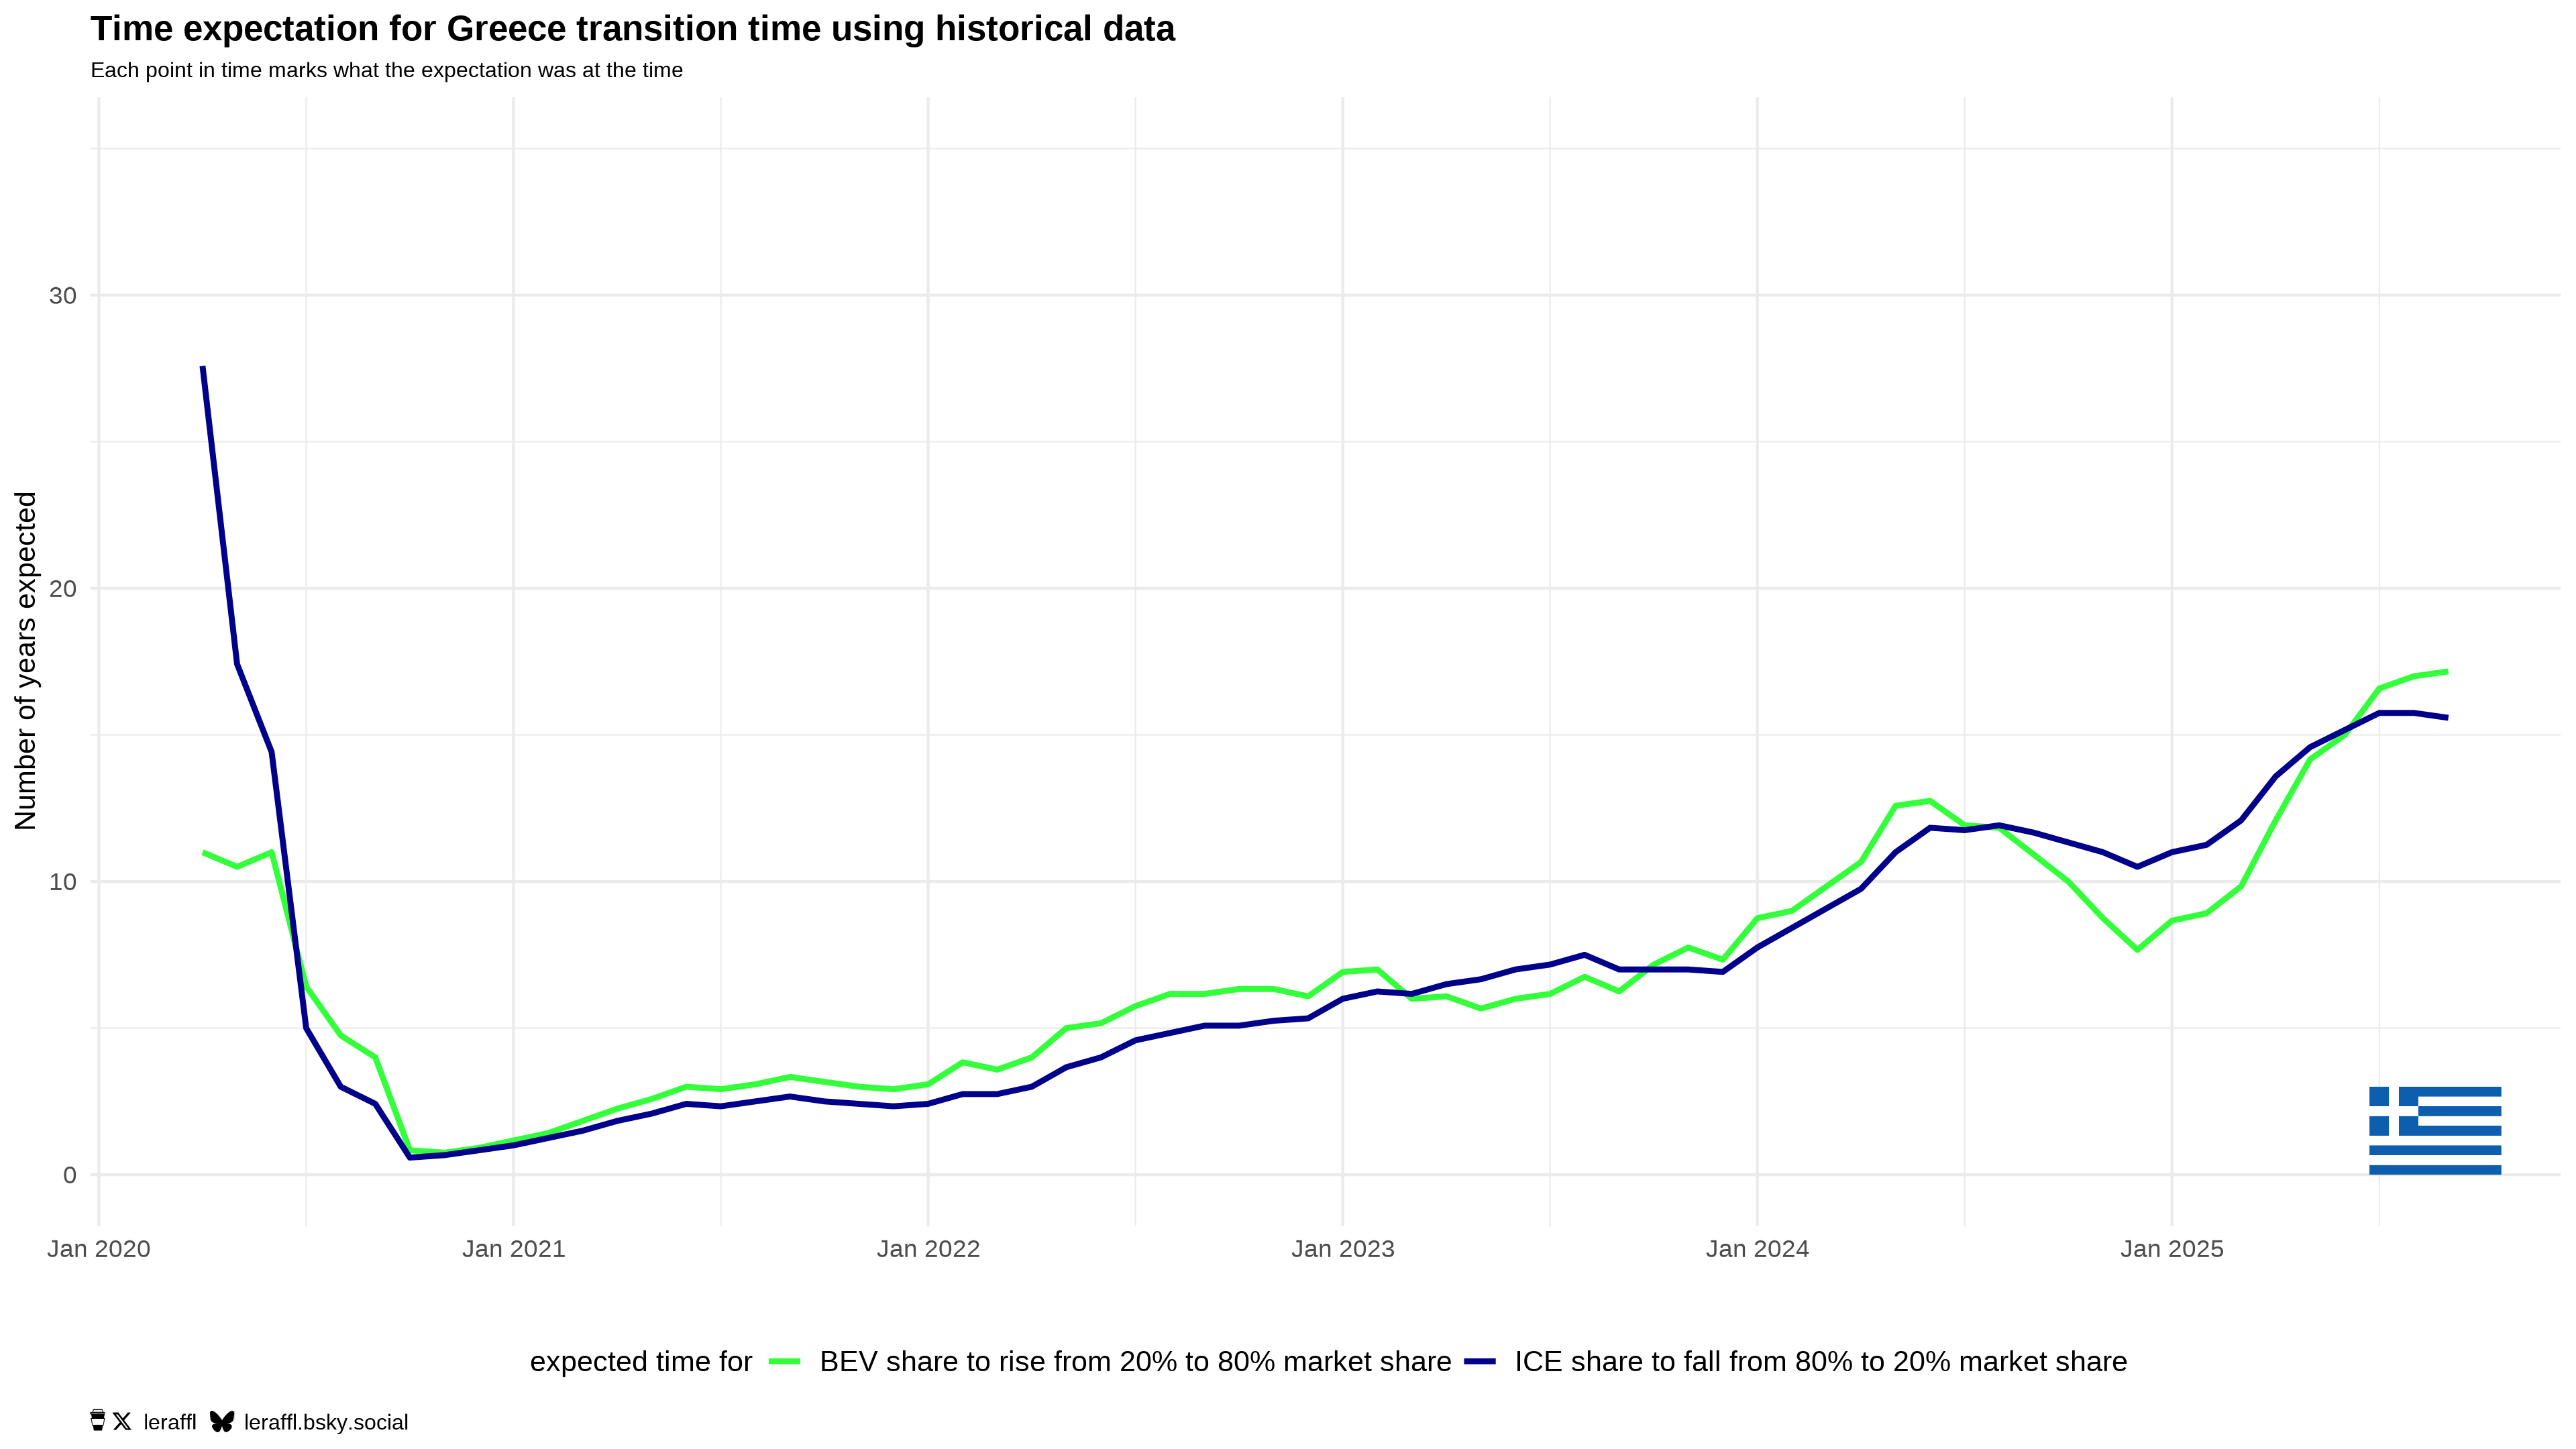 Time expectation for Greece transition time using historical data
Each point in time marks what the expectation was at the time
Number of years expected
30
20
10
0
Jan 2020 Jan 2021 Jan 2022 Jan 2023 Jan 2024 Jan 2025
expected time for BEV share to rise from 20% to 80% market share ICE share to fall from 80% to 20% market share
leraffl leraffl.bsky.social